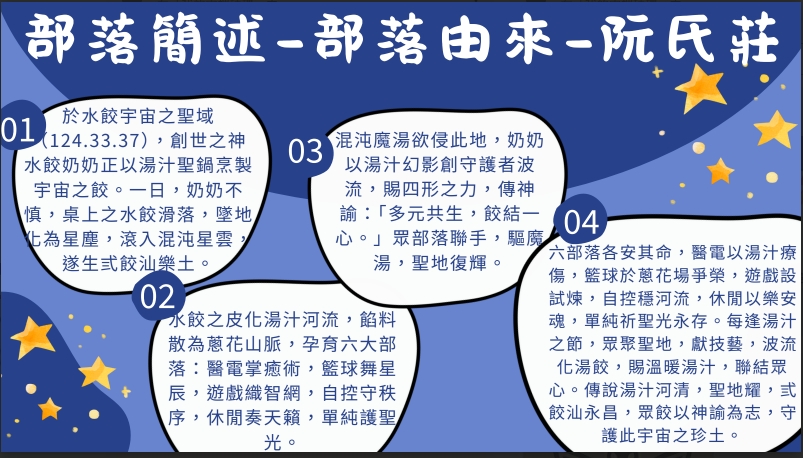 部落簡述-部落由來-阮氏莊
01
於水餃宇宙之聖域
(124.33.37)，創世之神
水餃奶奶正以湯汁聖鍋烹製
宇宙之餃。一日，奶奶不
慎，桌上之水餃滑落，墜地
化為星塵，滾入混沌星雲，
遂生弍餃汕樂土。
02
水餃之皮化湯汁河流，餡料
散為蔥花山脈，孕育六大部
落：醫電掌癒術，籃球舞星
辰，遊戲織智網，自控守秩
序，休閒奏天籟，單純護聖
光。
03
混沌魔湯欲侵此地，奶奶
以湯汁幻影創守護者波
流，賜四形之力，傳神
諭：「多元共生，餃結一
心。」眾部落聯手，驅魔
湯，聖地復輝。
04
六部落各安其命，醫電以湯汁療
傷，籃球於蔥花場爭榮，遊戲設
試煉，自控穩河流，休閒以樂安
魂，單純祈聖光永存。每逢湯汁
之節，眾聚聖地，獻技藝，波流
化湯餃，賜溫暖湯汁，聯結眾
心。傳說湯汁河清，聖地耀，弍
餃汕永昌，眾餃以神諭為志，守
護此宇宙之珍土。